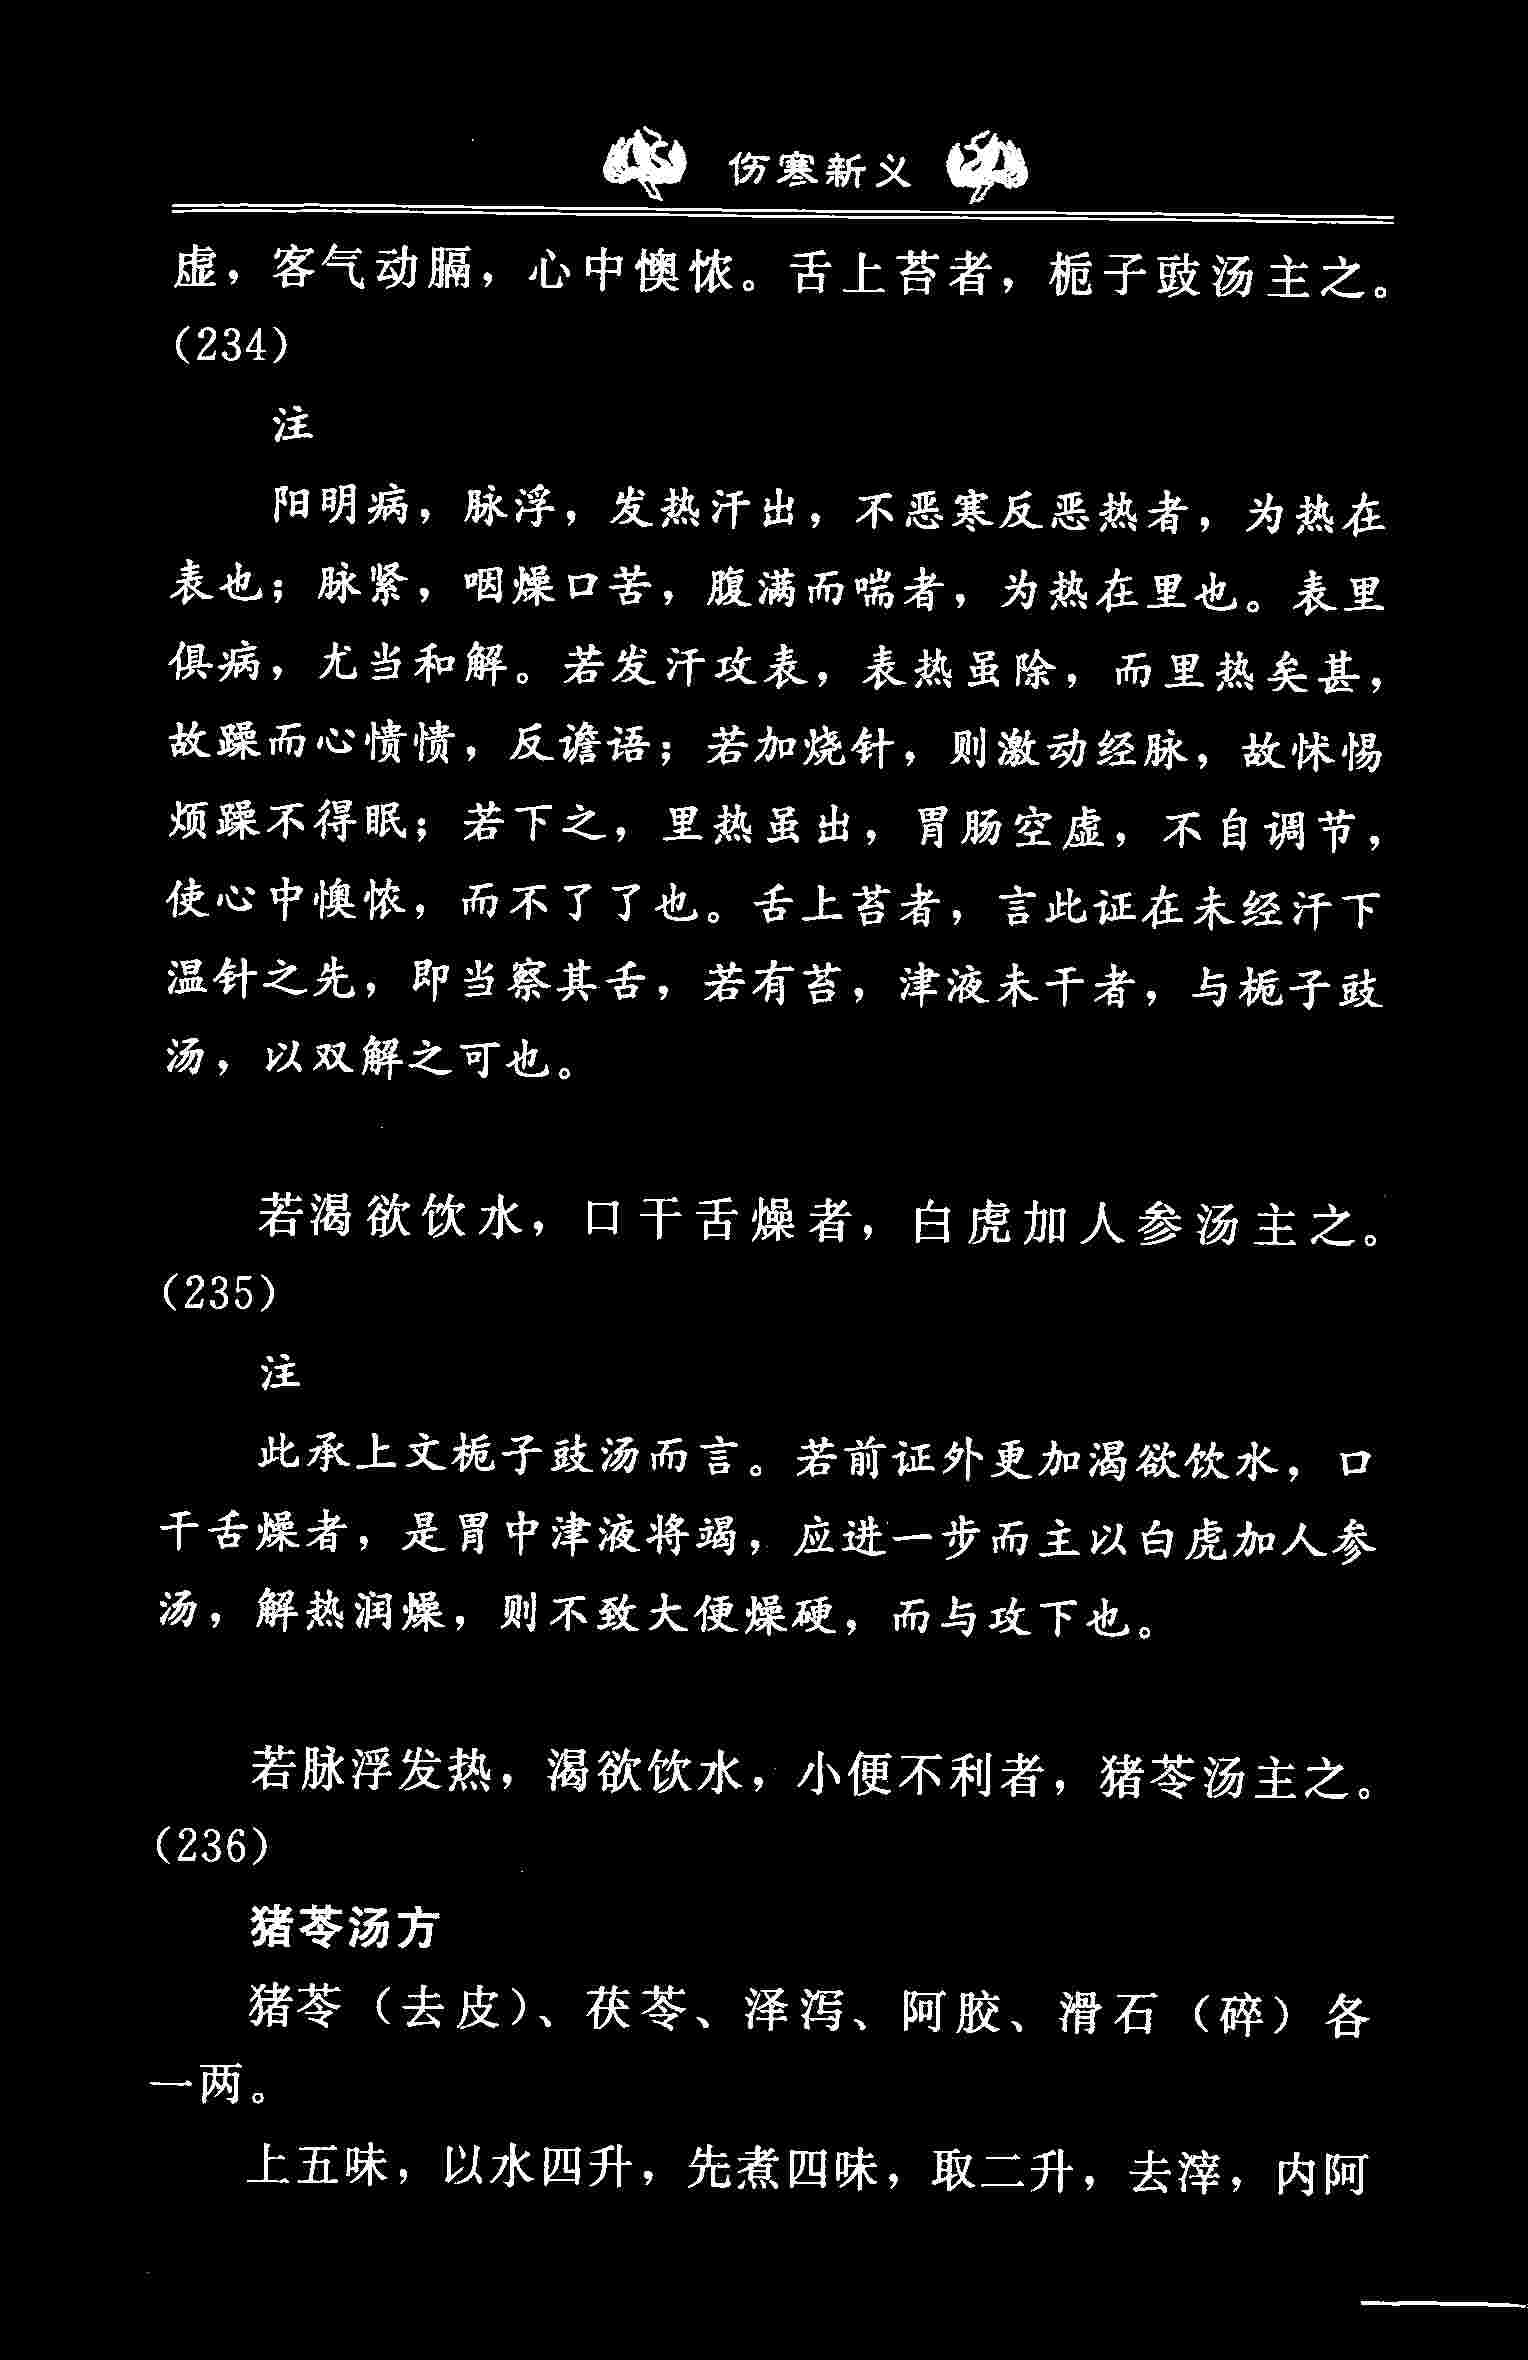 伤寒新义
虚，客气动膈，心中懊憹。舌上苔者，栀子豉汤主之。
（234）
注
阳明病，脉浮，发热汗出，不恶寒反恶热者，为热在
表也；脉紧，咽燥口苦，腹满而喘者，为热在里也。表里
俱病，尤当和解。若发汗攻表，表热虽除，而里热矣甚，
故躁而心愦愦，反谵语；若加烧针，则激动经脉，故怵惕
烦躁不得眠；若下之，里热虽出，胃肠空虚，不自调节，
使心中懊憹，而不了了也。舌上苔者，言此证在未经汗下
温针之先，即当察其舌，若有苔，津液未干者，与栀子豉
汤，以双解之可也。
若渴欲饮水，口干舌燥者，白虎加人参汤主之。
（235）
注
此承上文栀子豉汤而言。若前证外更加渴欲饮水，口
干舌燥者，是胃中津液将竭，应进一步而主以白虎加人参
汤，解热润燥，则不致大便燥硬，而与攻下也。
若脉浮发热，渴欲饮水，小便不利者，猪苓汤主之。
（236）
猪苓汤方
猪苓（去皮）、茯苓、泽泻、阿胶、滑石（碎）各
一两。
上五味，以水四升，先煮四味，取二升，去滓，内阿